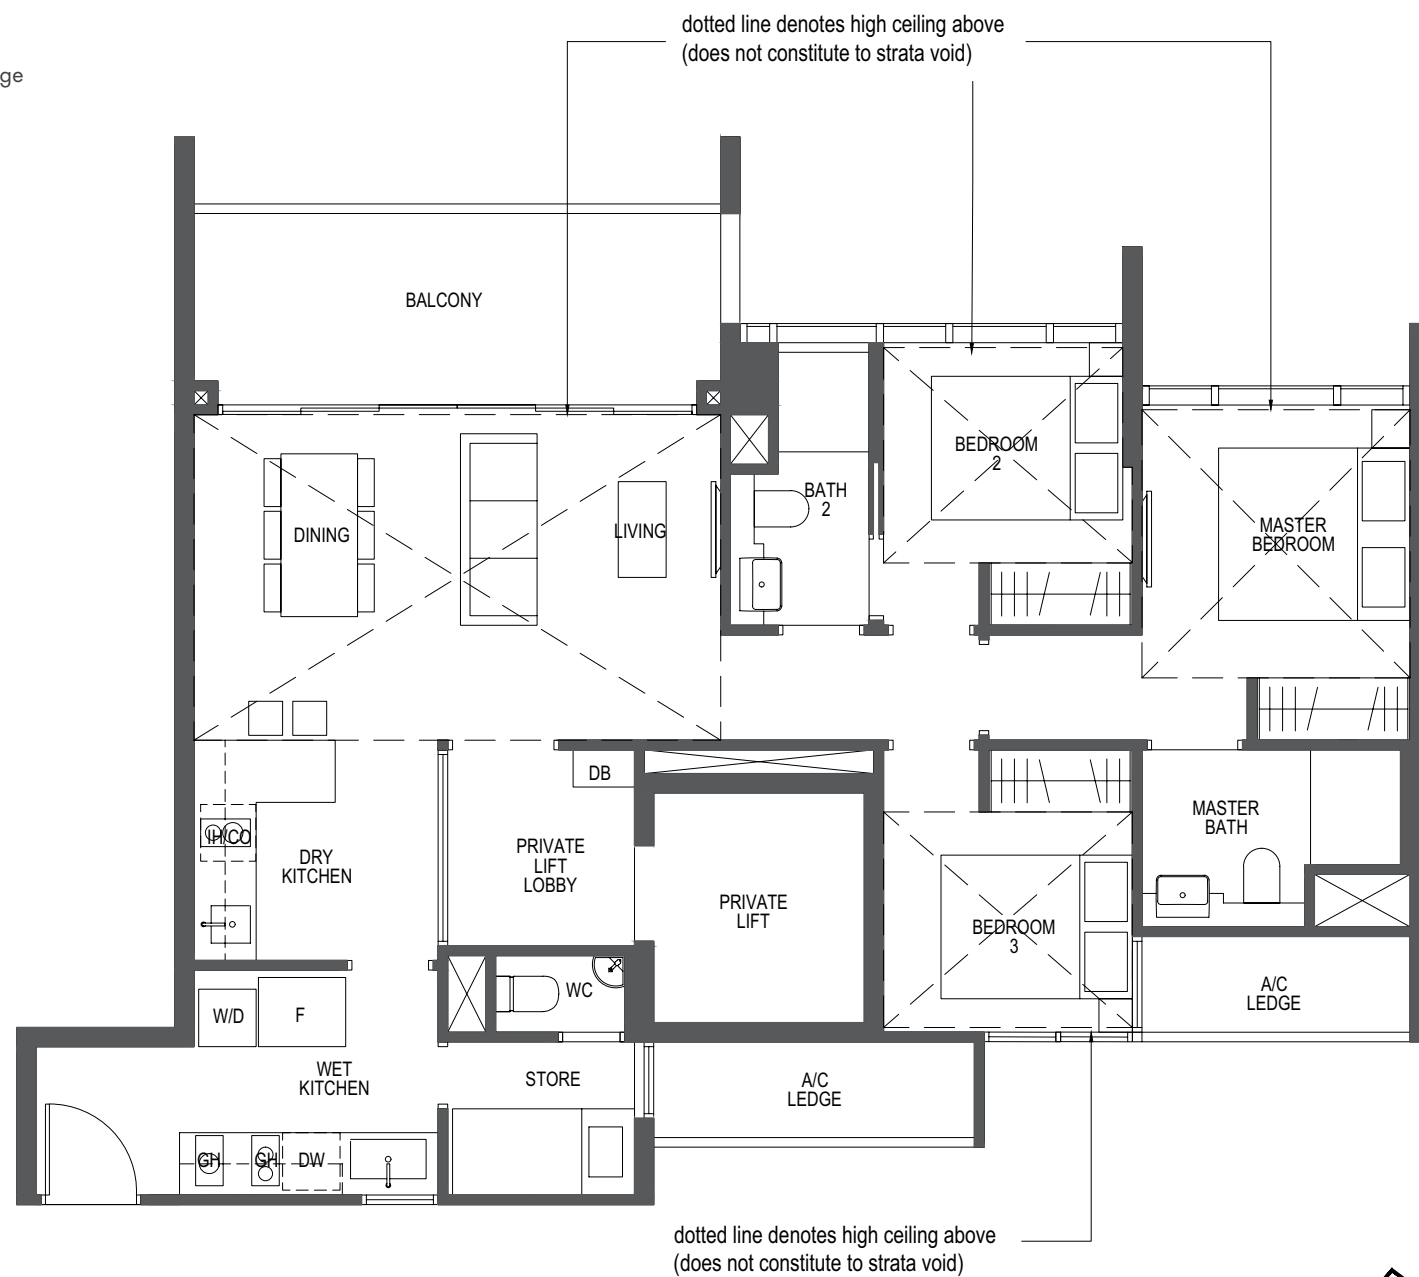 dotted line denotes high ceiling above
(does not constitute to strata void)
ge
BALCONY
BEDROOM
2
BATH
2
DINING
LIVING
MASTER
BEDROOM
DB
IH/CO
DRY
KITCHEN
PRIVATE
LIFT
LOBBY
PRIVATE
LIFT
MASTER
BATH
BEDROOM
3
A/C
LEDGE
WC
W/D
F
WET
KITCHEN
STORE
A/C
LEDGE
GH
GH
DW
dotted line denotes high ceiling above
(does not constitute to strata void)